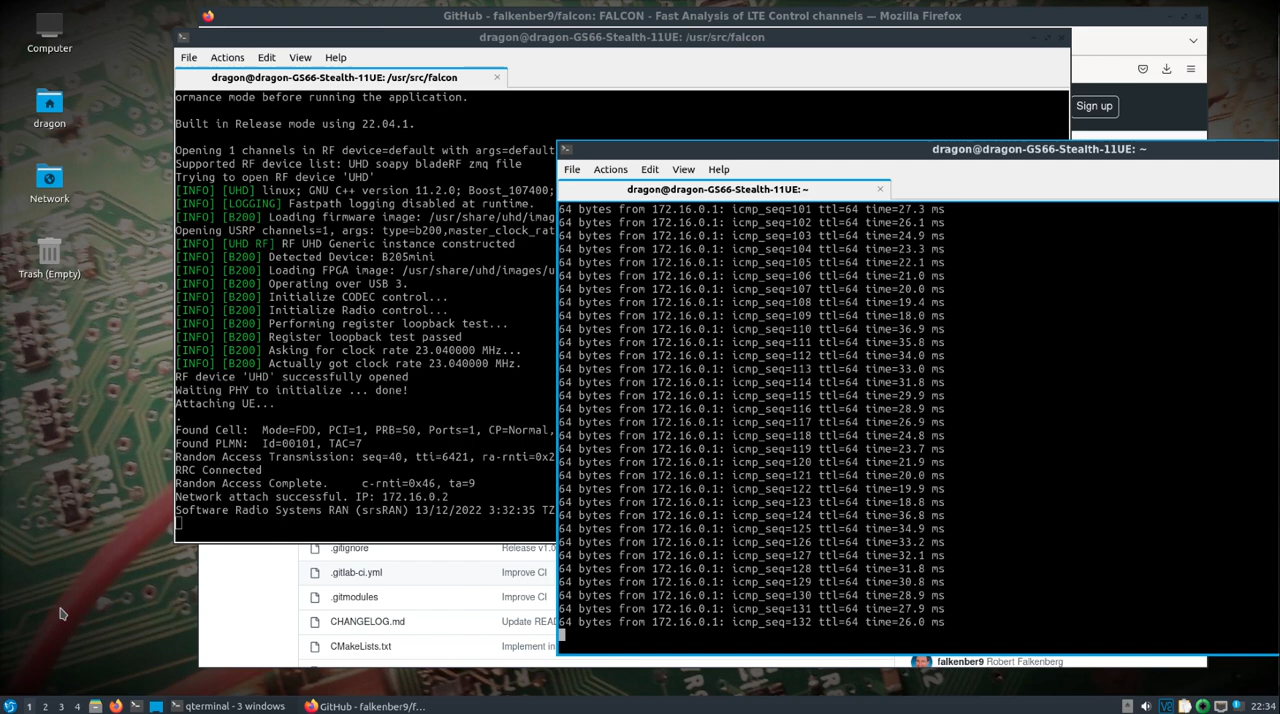 GitHub - falkenber9/falcon: FALCON - Fast Analysis of LTE Control channels — Mozilla Firefox
Computer
dragon
Network
Trash (Empty)
dragon@dragon-GS66-Stealth-11UE: /usr/src/falcon
File Actions Edit View Help
dragon@dragon-GS66-Stealth-11UE: /usr/src/falcon
Sign up
ormance mode before running the application.
Built in Release mode using 22.04.1.
Opening 1 channels in RF device=default with args=default
Supported RF device list: UHD soapy bladeRF zmq file
Trying to open RF device 'UHD'
[INFO] [UHD] linux; GNU C++ version 11.2.0; Boost_107400;
[INFO] [LOGGING] Fastpath logging disabled at runtime.
[INFO] [B200] Loading firmware image: /usr/share/uhd/imag
Opening USRP channels=1, args: type=b200,master_clock_rat
[INFO] [UHD RF] RF UHD Generic instance constructed
[INFO] [B200] Detected Device: B205mini
[INFO] [B200] Loading FPGA image: /usr/share/uhd/images/u
[INFO] [B200] Operating over USB 3.
[INFO] [B200] Initialize CODEC control...
[INFO] [B200] Initialize Radio control...
[INFO] [B200] Performing register loopback test...
[INFO] [B200] Register loopback test passed
[INFO] [B200] Asking for clock rate 23.040000 MHz...
[INFO] [B200] Actually got clock rate 23.040000 MHz.
RF device 'UHD' successfully opened
Waiting PHY to initialize ... done!
Attaching UE...
.
Found Cell: Mode=FDD, PCI=1, PRB=50, Ports=1, CP=Normal,
Found PLMN: Id=00101, TAC=7
Random Access Transmission: seq=40, tti=6421, ra-rnti=0x2
RRC Connected
Random Access Complete. c-rnti=0x46, ta=9
Network attach successful. IP: 172.16.0.2
Software Radio Systems RAN (srsRAN) 13/12/2022 3:32:35 TZ
dragon@dragon-GS66-Stealth-11UE: ~
File Actions Edit View Help
dragon@dragon-GS66-Stealth-11UE: ~
64 bytes from 172.16.0.1: icmp_seq=101 ttl=64 time=27.3 ms
64 bytes from 172.16.0.1: icmp_seq=102 ttl=64 time=26.1 ms
64 bytes from 172.16.0.1: icmp_seq=103 ttl=64 time=24.9 ms
64 bytes from 172.16.0.1: icmp_seq=104 ttl=64 time=23.3 ms
64 bytes from 172.16.0.1: icmp_seq=105 ttl=64 time=22.1 ms
64 bytes from 172.16.0.1: icmp_seq=106 ttl=64 time=21.0 ms
64 bytes from 172.16.0.1: icmp_seq=107 ttl=64 time=20.0 ms
64 bytes from 172.16.0.1: icmp_seq=108 ttl=64 time=19.4 ms
64 bytes from 172.16.0.1: icmp_seq=109 ttl=64 time=18.0 ms
64 bytes from 172.16.0.1: icmp_seq=110 ttl=64 time=36.9 ms
64 bytes from 172.16.0.1: icmp_seq=111 ttl=64 time=35.8 ms
64 bytes from 172.16.0.1: icmp_seq=112 ttl=64 time=34.0 ms
64 bytes from 172.16.0.1: icmp_seq=113 ttl=64 time=33.0 ms
64 bytes from 172.16.0.1: icmp_seq=114 ttl=64 time=31.8 ms
64 bytes from 172.16.0.1: icmp_seq=115 ttl=64 time=29.9 ms
64 bytes from 172.16.0.1: icmp_seq=116 ttl=64 time=28.9 ms
64 bytes from 172.16.0.1: icmp_seq=117 ttl=64 time=26.9 ms
64 bytes from 172.16.0.1: icmp_seq=118 ttl=64 time=24.8 ms
64 bytes from 172.16.0.1: icmp_seq=119 ttl=64 time=23.7 ms
64 bytes from 172.16.0.1: icmp_seq=120 ttl=64 time=21.9 ms
64 bytes from 172.16.0.1: icmp_seq=121 ttl=64 time=20.0 ms
64 bytes from 172.16.0.1: icmp_seq=122 ttl=64 time=19.9 ms
64 bytes from 172.16.0.1: icmp_seq=123 ttl=64 time=18.8 ms
64 bytes from 172.16.0.1: icmp_seq=124 ttl=64 time=36.8 ms
64 bytes from 172.16.0.1: icmp_seq=125 ttl=64 time=34.9 ms
64 bytes from 172.16.0.1: icmp_seq=126 ttl=64 time=33.2 ms
64 bytes from 172.16.0.1: icmp_seq=127 ttl=64 time=32.1 ms
64 bytes from 172.16.0.1: icmp_seq=128 ttl=64 time=31.8 ms
64 bytes from 172.16.0.1: icmp_seq=129 ttl=64 time=30.8 ms
64 bytes from 172.16.0.1: icmp_seq=130 ttl=64 time=28.9 ms
64 bytes from 172.16.0.1: icmp_seq=131 ttl=64 time=27.9 ms
64 bytes from 172.16.0.1: icmp_seq=132 ttl=64 time=26.0 ms
.gitignore Release v1.0
.gitlab-ci.yml Improve CI
.gitmodules Improve CI
CHANGELOG.md Update READ
CMakeLists.txt Implement in
falkenber9 Robert Falkenberg
1 2 3 4 qterminal - 3 windows GitHub - falkenber9/f... 22:34